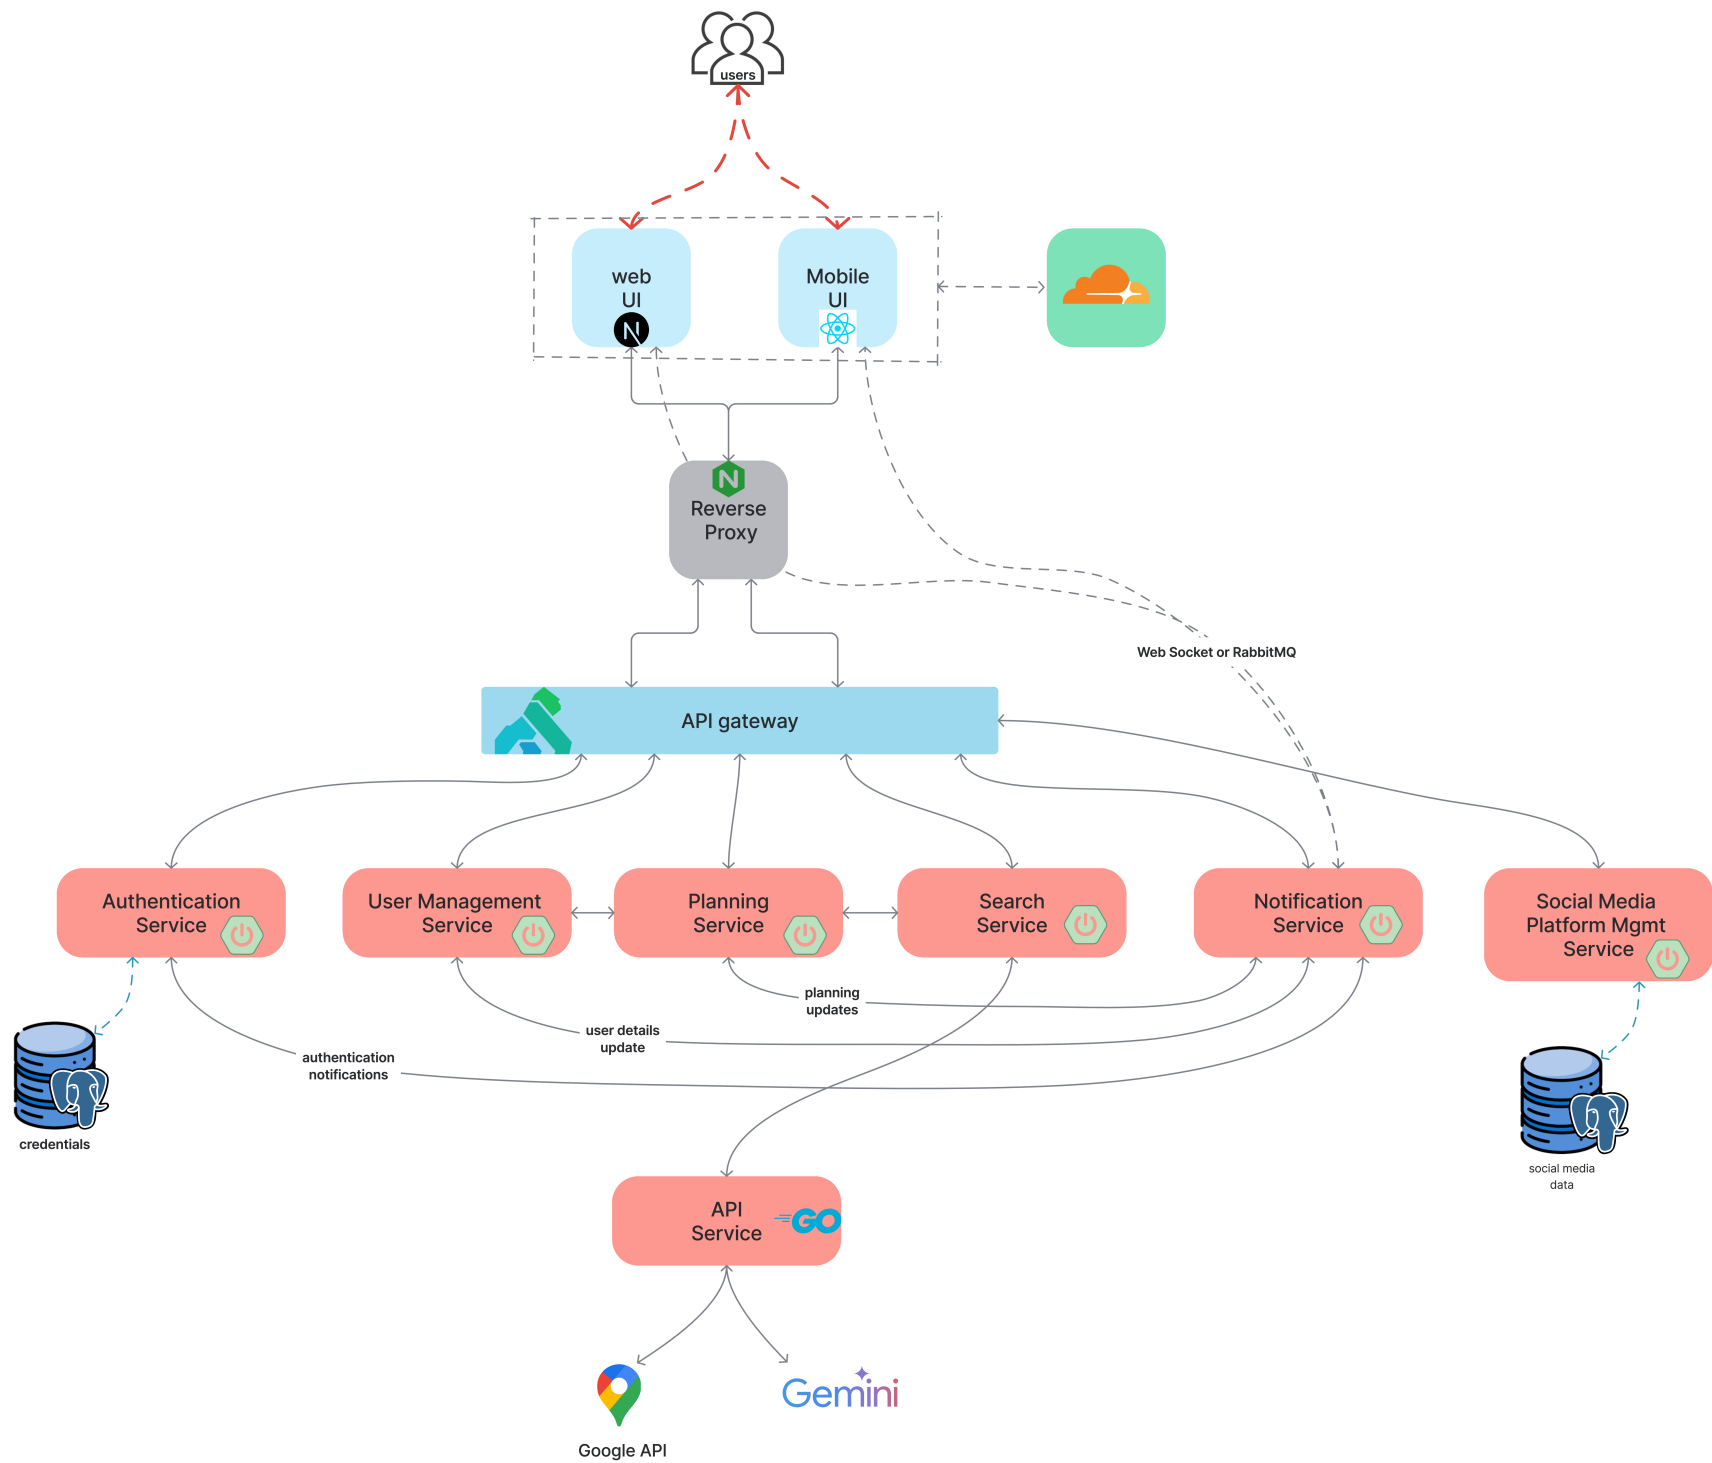 users
web
UI
Mobile
UI
Reverse
Proxy
Web Socket or RabbitMQ
API gateway
Authentication
Service
User Management
Service
Planning
Service
Search
Service
Notification
Service
Social Media
Platform Mgmt
Service
planning
updates
user details
update
authentication
notifications
credentials
social media
data
API
Service
GO
Gemini
Google API